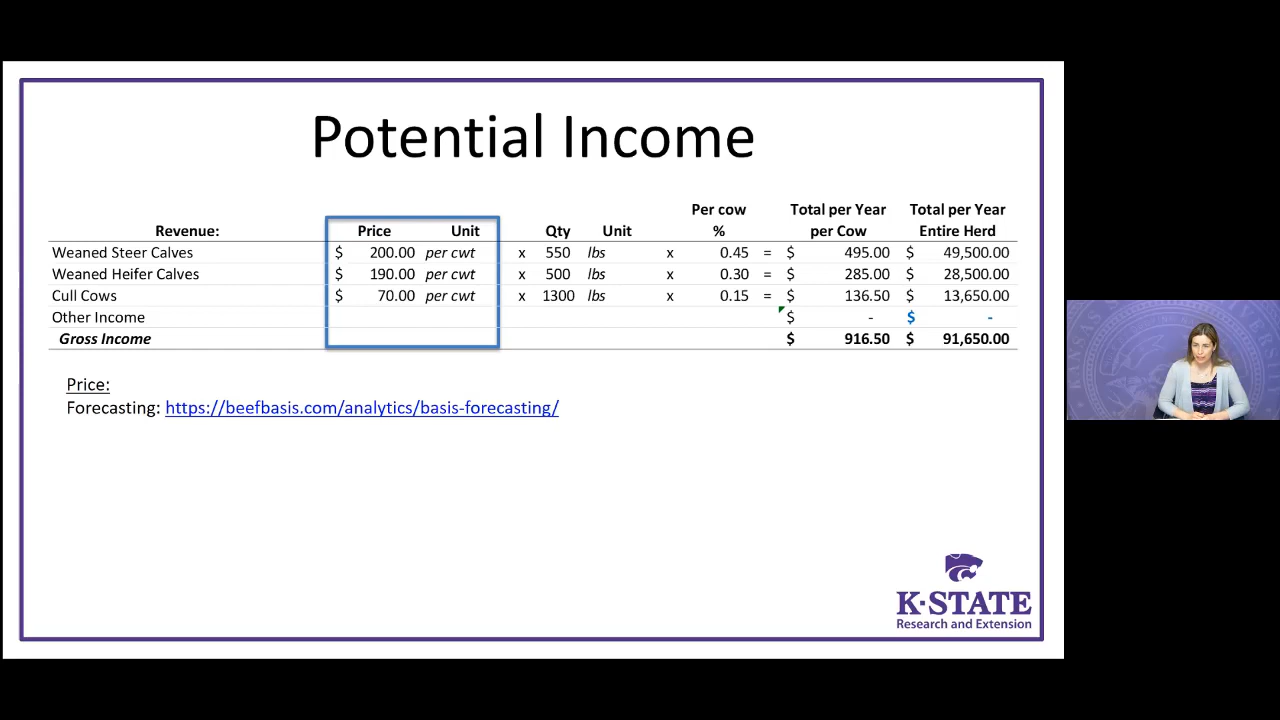 Potential Income
Per cow Total per Year Total per Year
Revenue: Price Unit Qty Unit % per Cow Entire Herd
Weaned Steer Calves $ 200.00 per cwt x 550 lbs x 0.45 = $ 495.00 $ 49,500.00
Weaned Heifer Calves $ 190.00 per cwt x 500 lbs x 0.30 = $ 285.00 $ 28,500.00
Cull Cows $ 70.00 per cwt x 1300 lbs x 0.15 = $ 136.50 $ 13,650.00
Other Income $ - $ -
Gross Income $ 916.50 $ 91,650.00
Price:
Forecasting: https://beefbasis.com/analytics/basis-forecasting/
K-STATE
Research and Extension